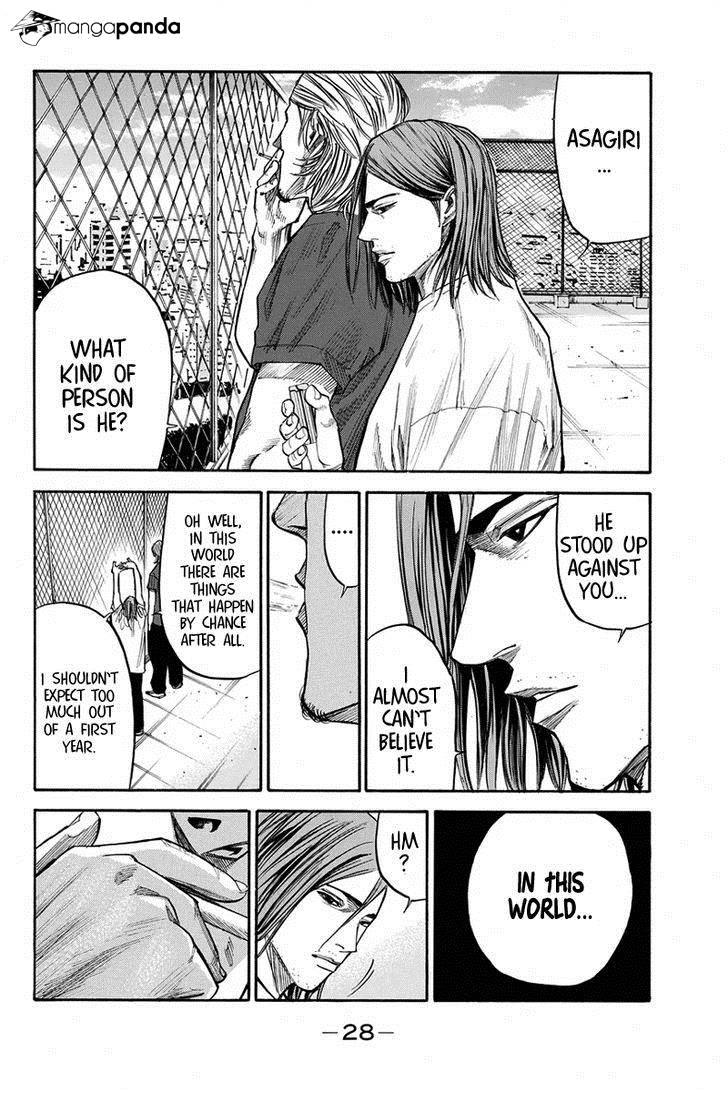 mangapanda
ASAGIRI
...
WHAT
KIND OF
PERSON
IS HE?
HE
STOOD UP
AGAINST
YOU...
I
ALMOST
CAN'T
BELIEVE
IT.
....
OH WELL,
IN THIS
WORLD
THERE ARE
THINGS
THAT HAPPEN
BY CHANCE
AFTER ALL.
I SHOULDN'T
EXPECT TOO
MUCH OUT
OF A FIRST
YEAR.
IN THIS
WORLD...
HM
?
—28—